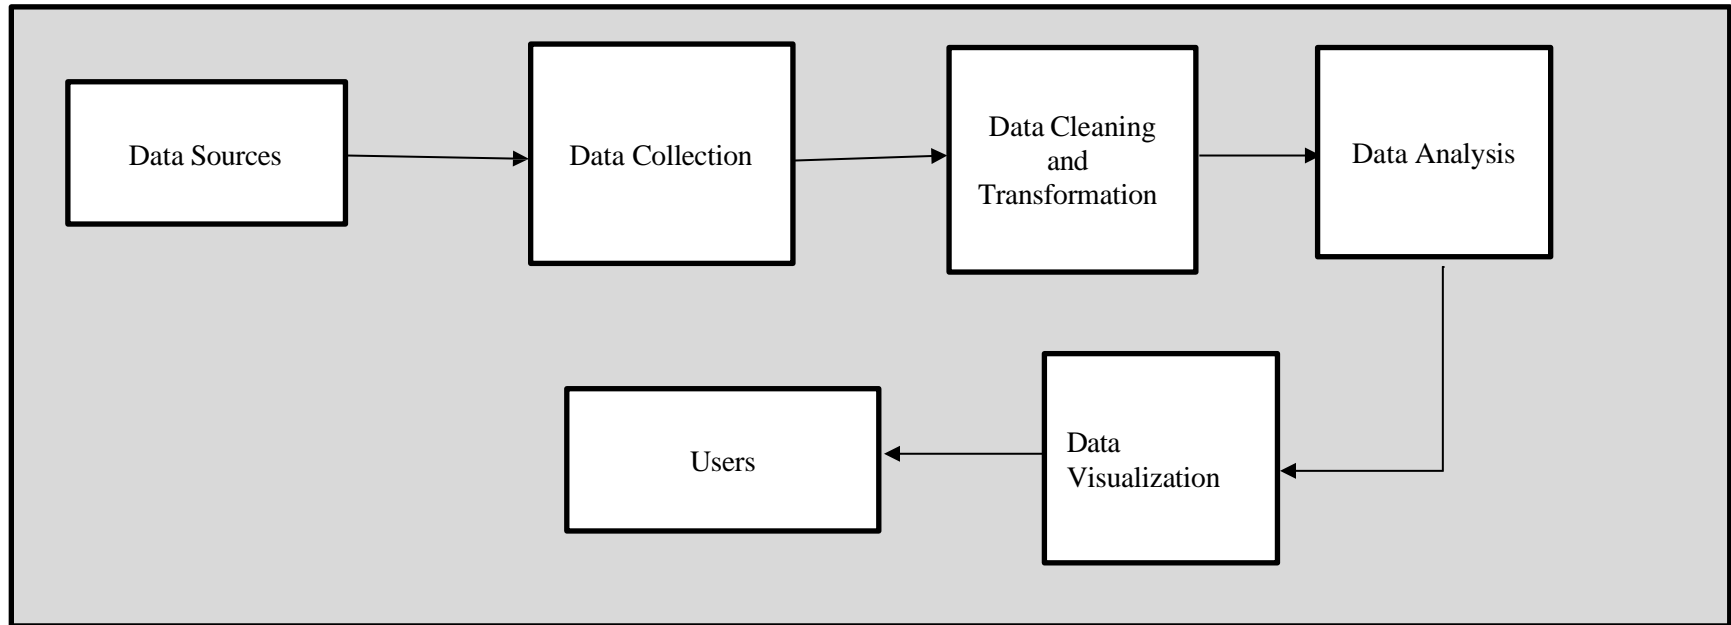 Data Sources
Data Collection
Data Cleaning
and
Transformation
Data Analysis
Users
Data
Visualization